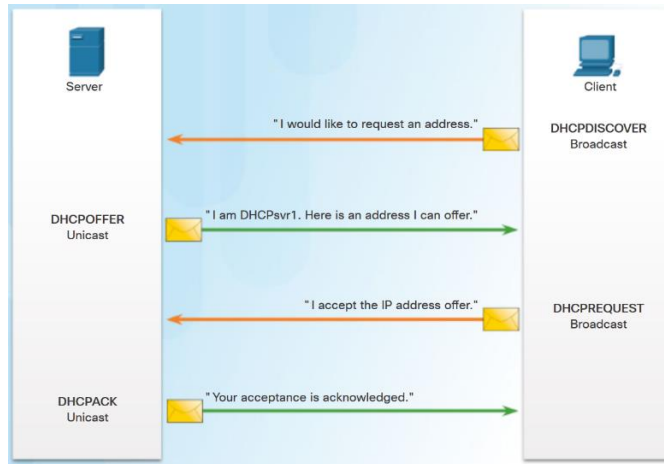 Server
Client
" I would like to request an address."
DHCPDISCOVER
Broadcast
DHCPOFFER
Unicast
" I am DHCPsvr1. Here is an address I can offer."
" I accept the IP address offer."
DHCPREQUEST
Broadcast
DHCPACK
Unicast
" Your acceptance is acknowledged."